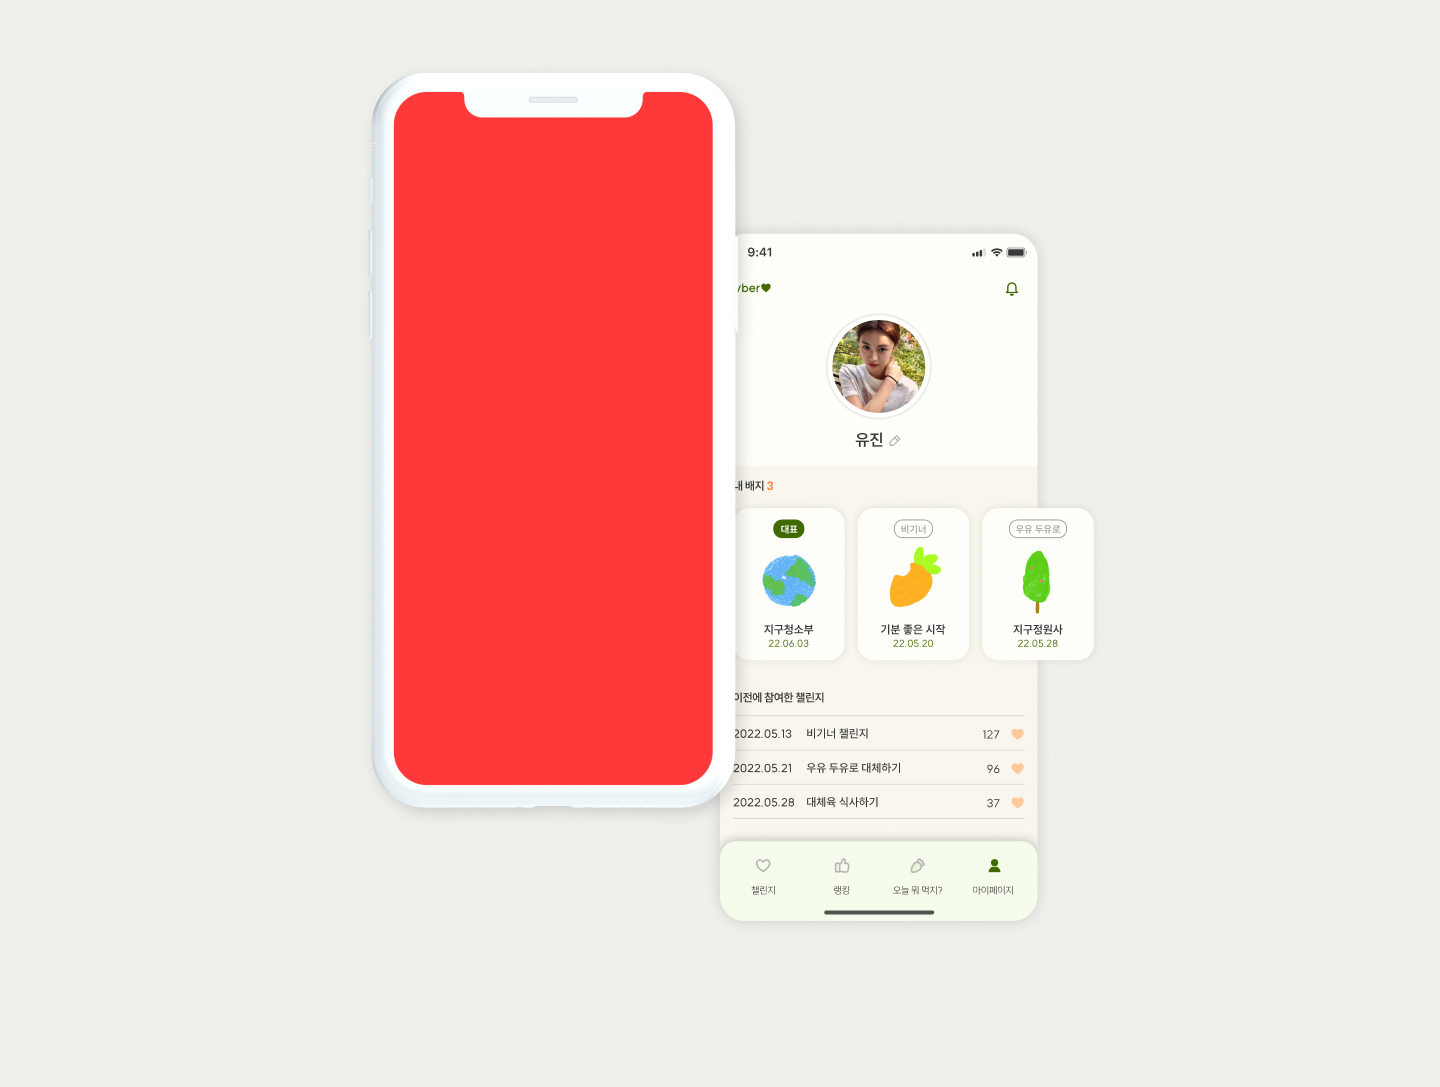 9:41
yber
유진
내 배지 3
대표
비기너
우유 두유로
지구청소부
22.06.03
기분 좋은 시작
22.05.20
지구정원사
22.05.28
이전에 참여한 챌린지
2022.05.13 비기너 챌린지 127
2022.05.21 우유 두유로 대체하기 96
2022.05.28 대체육 식사하기 37
챌린지
랭킹
오늘 뭐 먹지?
마이페이지